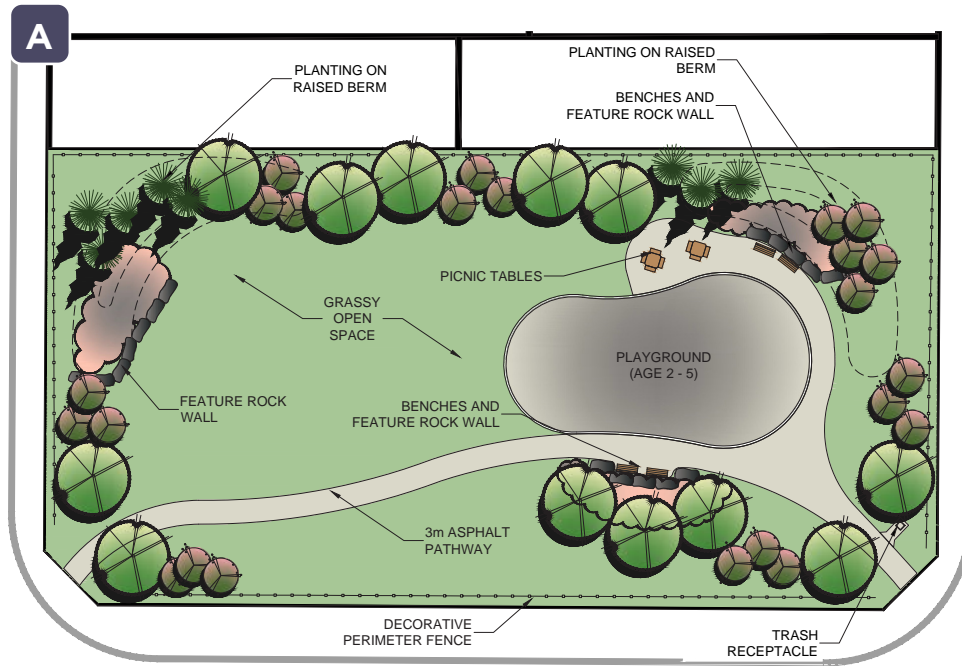 A
PLANTING ON
RAISED BERM
PLANTING ON RAISED
BERM
BENCHES AND
FEATURE ROCK WALL
PICNIC TABLES
GRASSY
OPEN
SPACE
PLAYGROUND
(AGE 2 - 5)
FEATURE ROCK
WALL
BENCHES AND
FEATURE ROCK WALL
3m ASPHALT
PATHWAY
DECORATIVE
PERIMETER FENCE
TRASH
RECEPTACLE